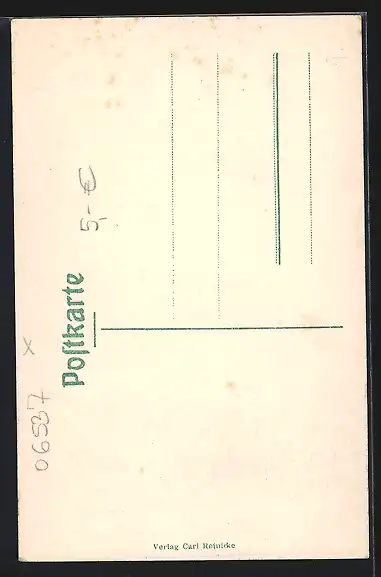 Poſtkarte
5,- €
06537 x
Verlag Carl Reinicke